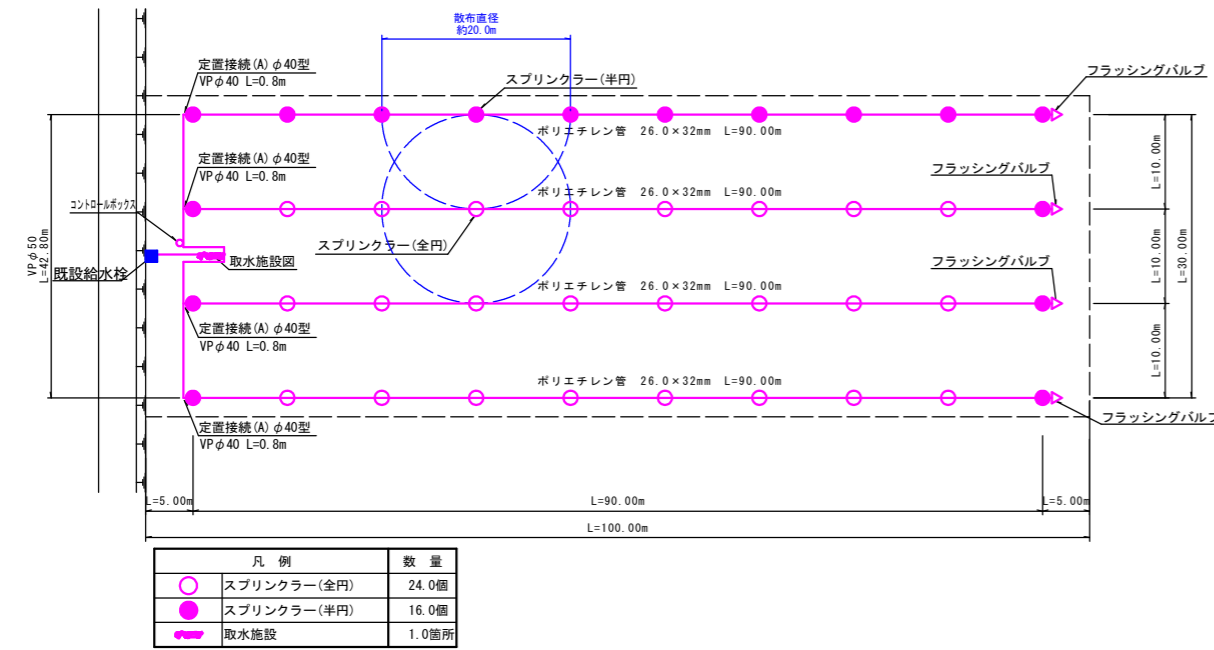 散布直径
約20.0m
定置接続(A)φ40型
VPφ40 L=0.8m
スプリンクラー(半円)
フラッシングバルブ
ポリエチレン管 26.0×32mm L=90.00m
定置接続(A)φ40型
VPφ40 L=0.8m
フラッシングバルブ
L=10.00m
ポリエチレン管 26.0×32mm L=90.00m
コントロールボックス
スプリンクラー(全円)
VPφ50
L=42.80m
既設給水栓
取水施設図
フラッシングバルブ
L=10.00m
L=30.00m
ポリエチレン管 26.0×32mm L=90.00m
定置接続(A)φ40型
VPφ40 L=0.8m
L=10.00m
ポリエチレン管 26.0×32mm L=90.00m
フラッシングバルブ
定置接続(A)φ40型
VPφ40 L=0.8m
L=5.00m
L=90.00m
L=5.00m
L=100.00m
凡 例 数 量
スプリンクラー(全円) 24.0個
スプリンクラー(半円) 16.0個
取水施設 1.0箇所